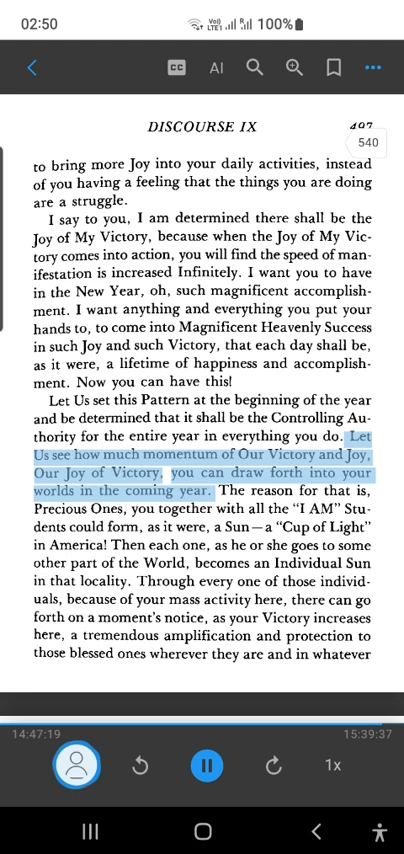 02:50
Vo))
LTE1
R
100%
CC
AI
DISCOURSE IX
497
540
to bring more Joy into your daily activities, instead
of you having a feeling that the things you are doing
are a struggle.
I say to you, I am determined there shall be the
Joy of My Victory, because when the Joy of My Vic-
tory comes into action, you will find the speed of man-
ifestation is increased Infinitely. I want you to have
in the New Year, oh, such magnificent accomplish-
ment. I want anything and everything you put your
hands to, to come into Magnificent Heavenly Success
in such Joy and such Victory, that each day shall be,
as it were, a lifetime of happiness and accomplish-
ment. Now you can have this!
Let Us set this Pattern at the beginning of the year
and be determined that it shall be the Controlling Au-
thority for the entire year in everything you do. Let
Us see how much momentum of Our Victory and Joy,
Our Joy of Victory, you can draw forth into your
worlds in the coming year. The reason for that is,
Precious Ones, you together with all the “I AM” Stu-
dents could form, as it were, a Sun—a “Cup of Light”
in America! Then each one, as he or she goes to some
other part of the World, becomes an Individual Sun
in that locality. Through every one of those individ-
uals, because of your mass activity here, there can go
forth on a moment’s notice, as your Victory increases
here, a tremendous amplification and protection to
those blessed ones wherever they are and in whatever
14:47:19
15:39:37
1x